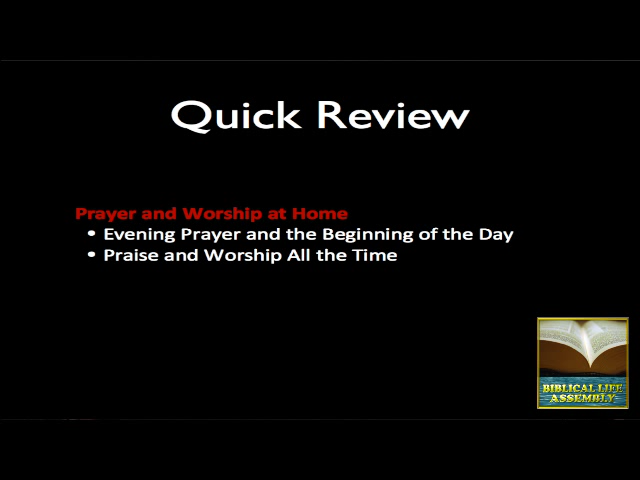 Quick Review
Prayer and Worship at Home
• Evening Prayer and the Beginning of the Day
• Praise and Worship All the Time
BIBLICAL LIFE
ASSEMBLY